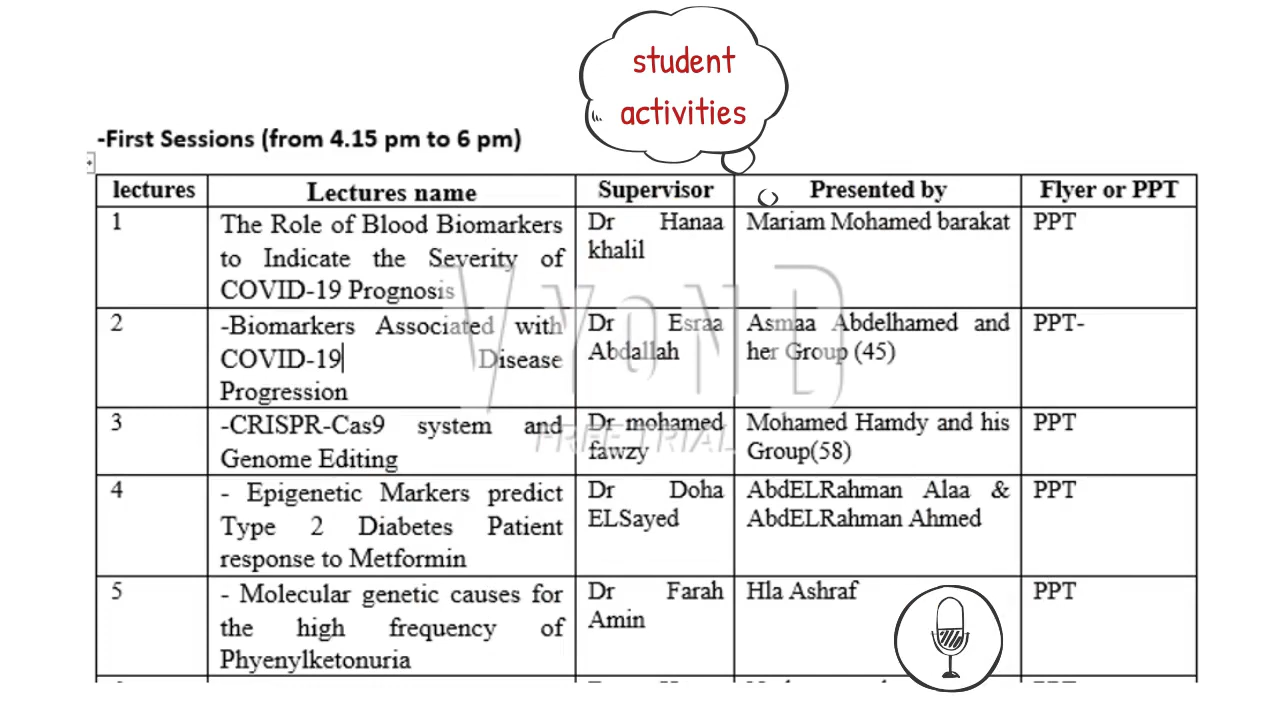 student
activities
-First Sessions (from 4.15 pm to 6 pm)
lectures Lectures name Supervisor Presented by Flyer or PPT
1 The Role of Blood Biomarkers to Indicate the Severity of COVID-19 Prognosis Dr Hanaa khalil Mariam Mohamed barakat PPT
2 -Biomarkers Associated with COVID-19 Disease Progression Dr Esraa Abdallah Asmaa Abdelhamed and her Group (45) PPT-
3 -CRISPR-Cas9 system and Genome Editing Dr mohamed fawzy Mohamed Hamdy and his Group(58) PPT
4 - Epigenetic Markers predict Type 2 Diabetes Patient response to Metformin Dr Doha ELSayed AbdELRahman Alaa & AbdELRahman Ahmed PPT
5 - Molecular genetic causes for the high frequency of Phyenylketonuria Dr Farah Amin Hla Ashraf PPT
VYOND
FREE TRIAL